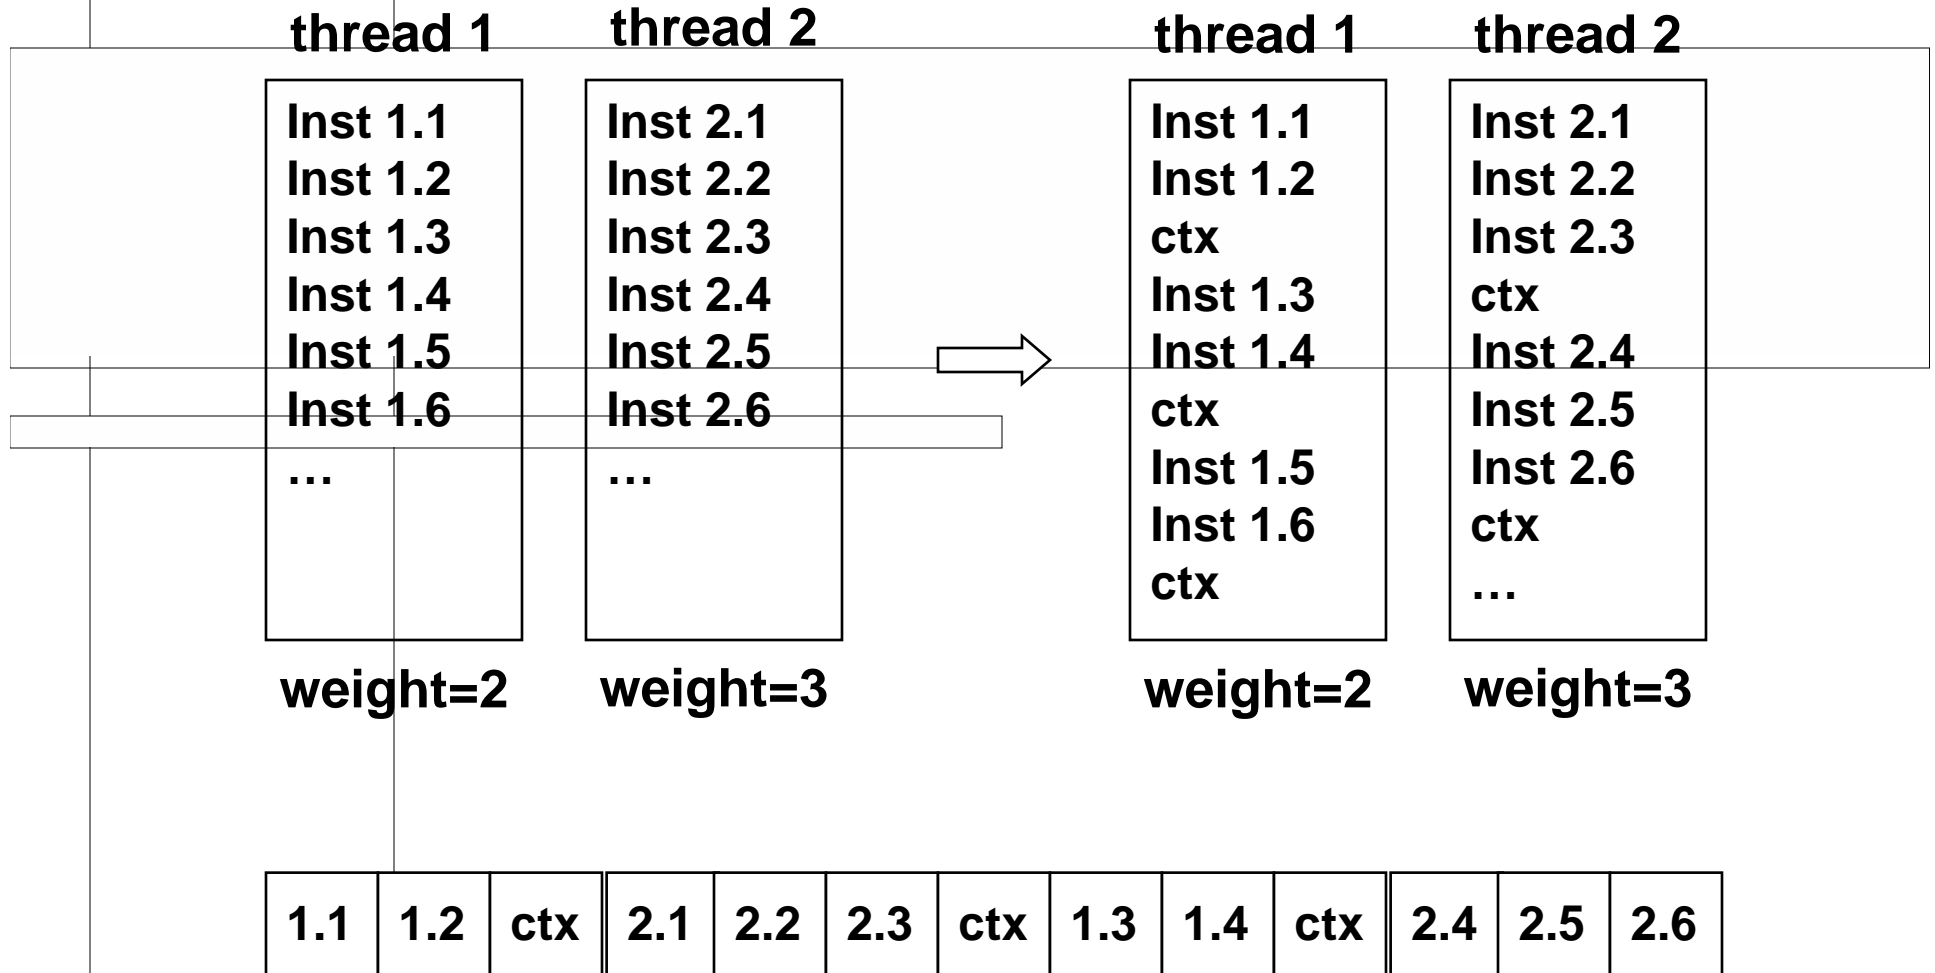 thread 1
Inst 1.1
Inst 1.2
Inst 1.3
Inst 1.4
Inst 1.5
Inst 1.6
…
weight=2
thread 2
Inst 2.1
Inst 2.2
Inst 2.3
Inst 2.4
Inst 2.5
Inst 2.6
…
weight=3
thread 1
Inst 1.1
Inst 1.2
ctx
Inst 1.3
Inst 1.4
ctx
Inst 1.5
Inst 1.6
ctx
weight=2
thread 2
Inst 2.1
Inst 2.2
Inst 2.3
ctx
Inst 2.4
Inst 2.5
Inst 2.6
ctx
…
weight=3
1.1 1.2 ctx 2.1 2.2 2.3 ctx 1.3 1.4 ctx 2.4 2.5 2.6